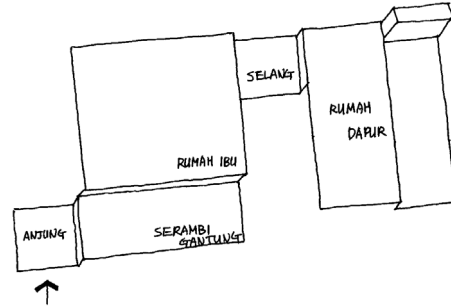 SELANG
RUMAH
DAPUR
RUMAH IBU
ANJUNG
SERAMBI
GANTUNG